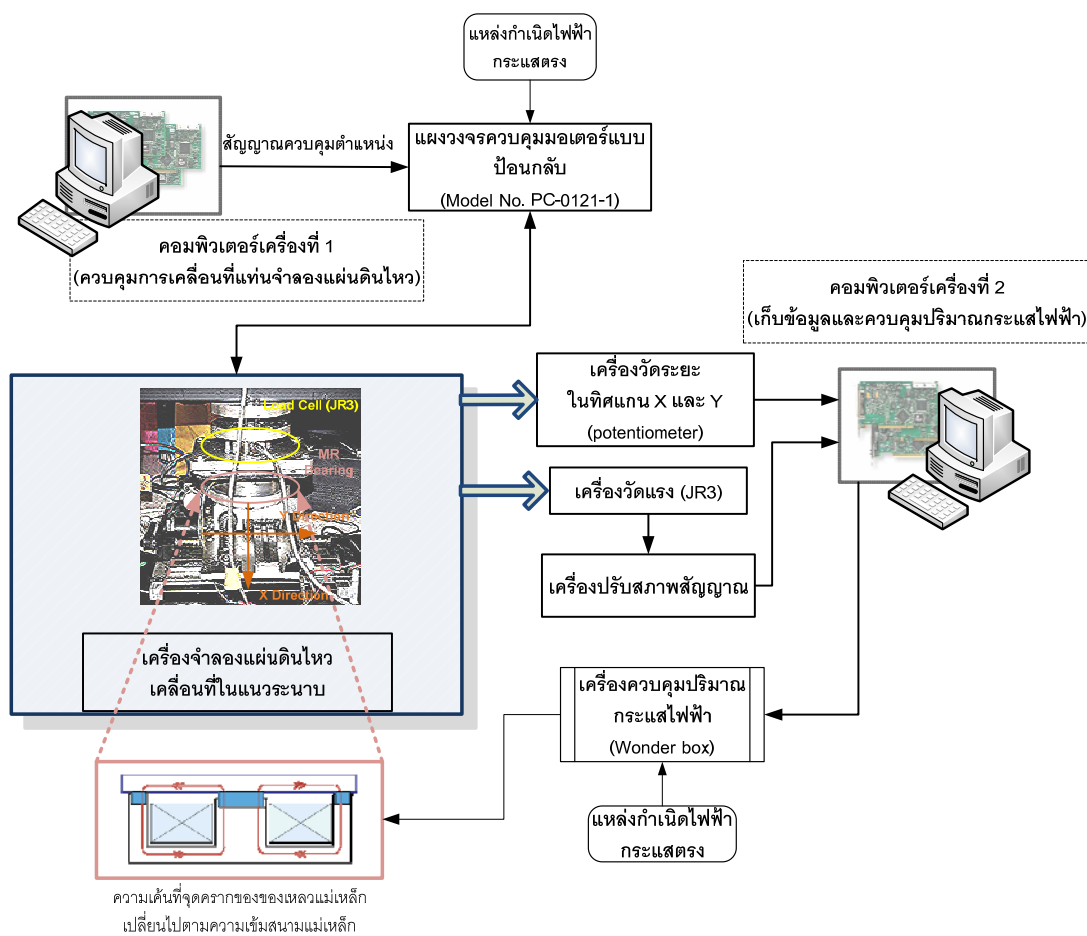 แหล่งกำเนิดไฟฟ้า
กระแสตรง
สัญญาณควบคุมตำแหน่ง
แผงวงจรควบคุมมอเตอร์แบบ
ป้อนกลับ
(Model No. PC-0121-1)
คอมพิวเตอร์เครื่องที่ 1
(ควบคุมการเคลื่อนที่แท่นจำลองแผ่นดินไหว)
คอมพิวเตอร์เครื่องที่ 2
(เก็บข้อมูลและควบคุมปริมาณกระแสไฟฟ้า)
Load Cell (JR3)
MR
Bearing
Y Direction
X Direction
เครื่องจำลองแผ่นดินไหว
เคลื่อนที่ในแนวระนาบ
เครื่องวัดระยะ
ในทิศแกน X และ Y
(potentiometer)
เครื่องวัดแรง (JR3)
เครื่องปรับสภาพสัญญาณ
เครื่องควบคุมปริมาณ
กระแสไฟฟ้า
(Wonder box)
แหล่งกำเนิดไฟฟ้า
กระแสตรง
ความเค้นที่จุดครากของของเหลวแม่เหล็ก
เปลี่ยนไปตามความเข้มสนามแม่เหล็ก